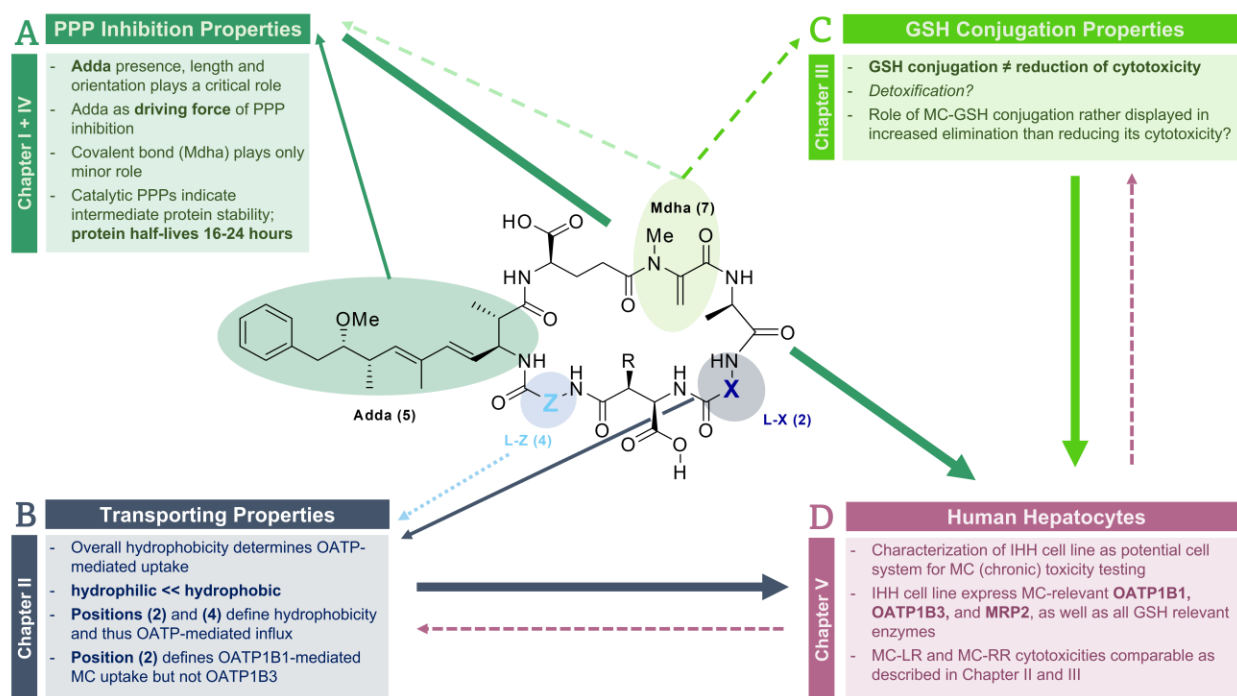 A
PPP Inhibition Properties
Chapter I + IV
- Adda presence, length and
orientation plays a critical role
- Adda as driving force of PPP
inhibition
- Covalent bond (Mdha) plays only
minor role
- Catalytic PPPs indicate
intermediate protein stability;
protein half-lives 16-24 hours
C
GSH Conjugation Properties
Chapter III
- GSH conjugation ≠ reduction of cytotoxicity
- Detoxification?
- Role of MC-GSH conjugation rather displayed in
increased elimination than reducing its cytotoxicity?
Mdha (7)
HO
O
Me
O
N
NH
NH
O
O
O
OMe
NH
R
NH
NH
X
O
Z
NH
O
O
Adda (5)
L-Z (4)
O
O
H
L-X (2)
B
Transporting Properties
Chapter II
- Overall hydrophobicity determines OATP-
mediated uptake
- hydrophilic << hydrophobic
- Positions (2) and (4) define hydrophobicity
and thus OATP-mediated influx
- Position (2) defines OATP1B1-mediated
MC uptake but not OATP1B3
D
Human Hepatocytes
Chapter V
- Characterization of IHH cell line as potential cell
system for MC (chronic) toxicity testing
- IHH cell line express MC-relevant OATP1B1,
OATP1B3, and MRP2, as well as all GSH relevant
enzymes
- MC-LR and MC-RR cytotoxicities comparable as
described in Chapter II and III